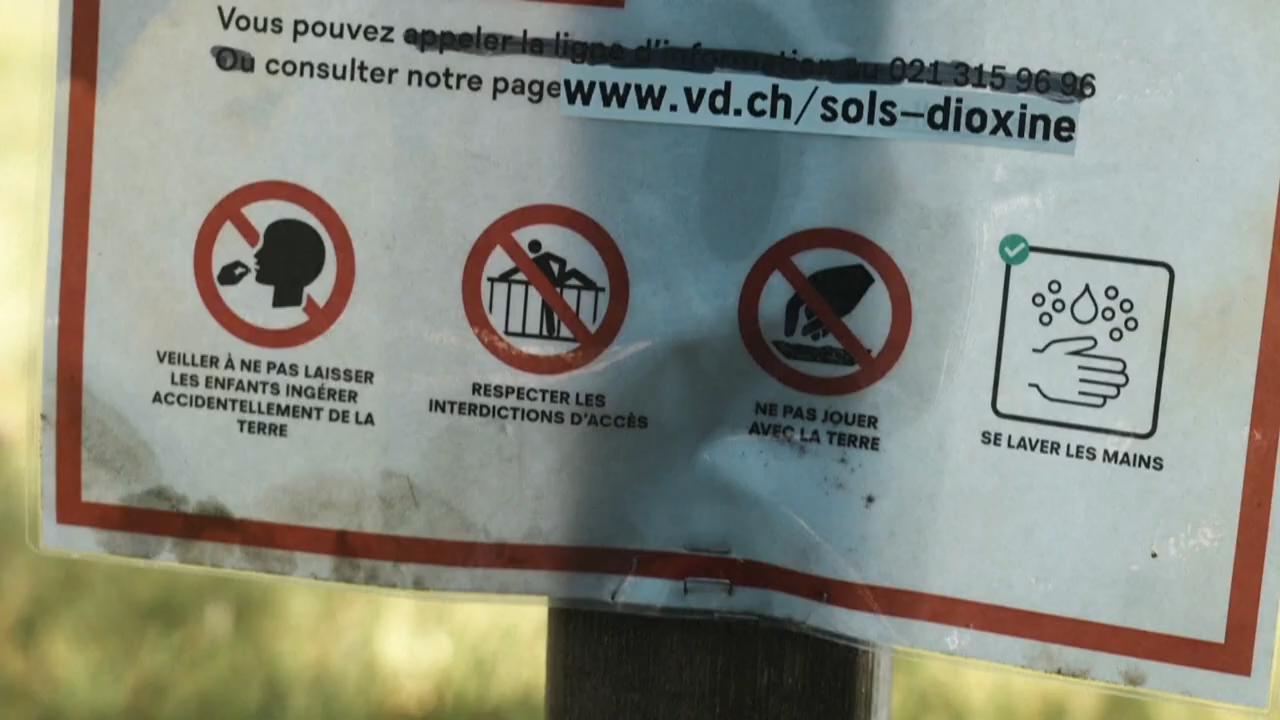 Vous pouvez appeler la ligne d'information au 021 315 96 96
Ou consulter notre page www.vd.ch/sols-dioxine
VEILLER À NE PAS LAISSER
LES ENFANTS INGÉRER
ACCIDENTELLEMENT DE LA
TERRE
RESPECTER LES
INTERDICTIONS D'ACCÈS
NE PAS JOUER
AVEC LA TERRE
SE LAVER LES MAINS